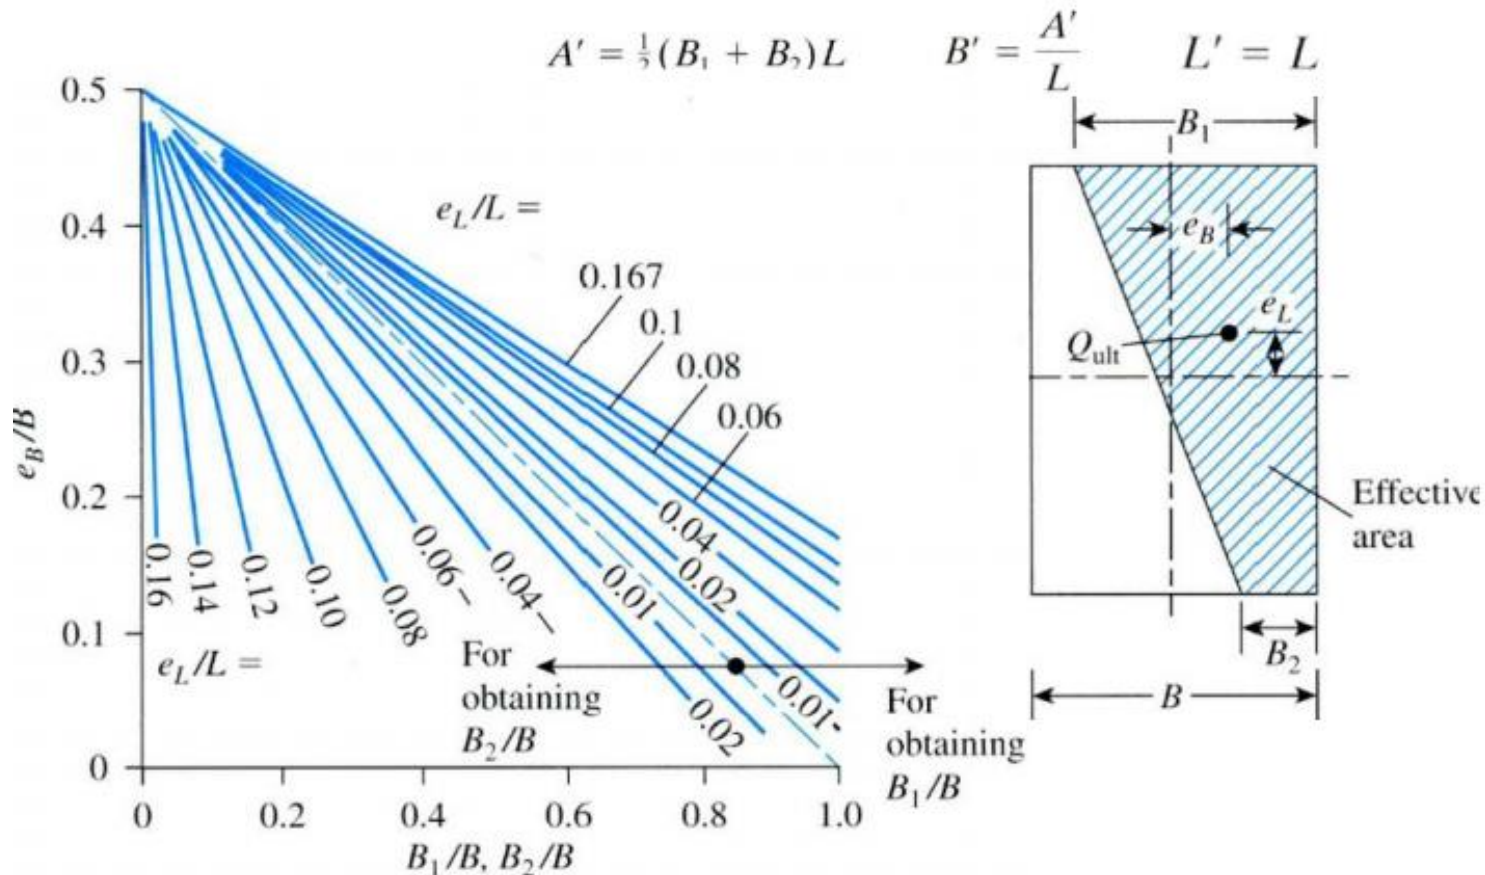 A′ = ½(B₁ + B₂)L
B′ = A′/L
L′ = L
e_B/B
0.5
0.4
0.3
0.2
0.1
0
e_L/L =
0.167
0.1
0.08
0.06
0.04
0.02
0.01-
0.16
0.14
0.12
0.10
0.08
0.06
0.04
0.01
0.02
e_L/L =
For
obtaining
B₂/B
For
obtaining
B₁/B
0
0.2
0.4
0.6
0.8
1.0
B₁/B, B₂/B
B₁
e_B
e_L
Q_ult
Effective
area
B₂
B